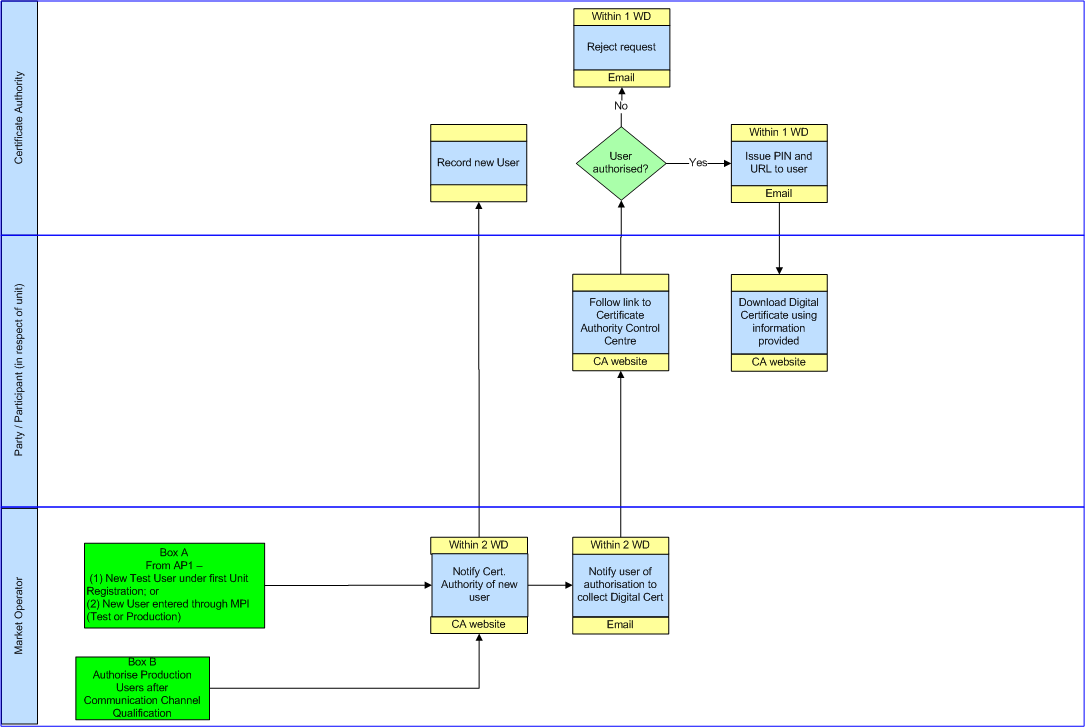 Certificate Authority
Within 1 WD
Reject request
Email
No
User
authorised?
Yes
Record new User
Within 1 WD
Issue PIN and
URL to user
Email
Party / Participant (in respect of unit)
Follow link to
Certificate
Authority Control
Centre
CA website
Download Digital
Certificate using
information
provided
CA website
Market Operator
Box A
From AP1 –
(1) New Test User under first Unit
Registration; or
(2) New User entered through MPI
(Test or Production)
Within 2 WD
Notify Cert.
Authority of new
user
CA website
Within 2 WD
Notify user of
authorisation to
collect Digital Cert
Email
Box B
Authorise Production
Users after
Communication Channel
Qualification